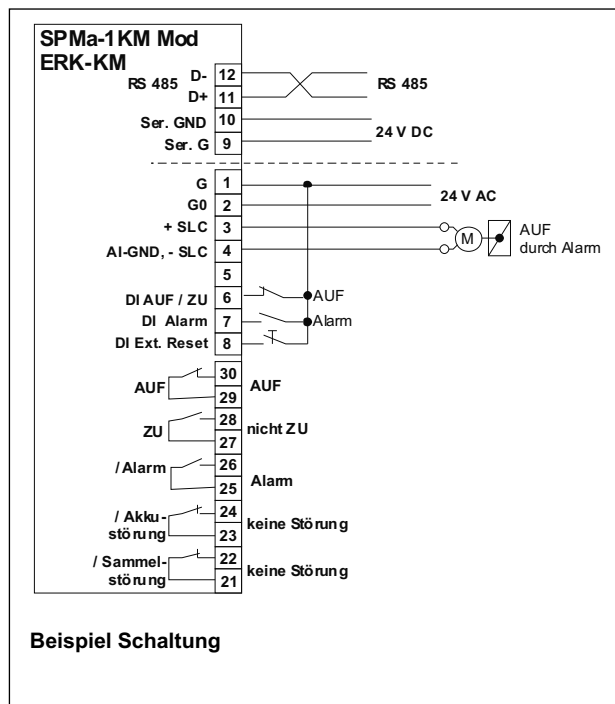 SPMa-1KM Mod
ERK-KM
RS 485 D- 12 RS 485
D+ 11
Ser. GND 10 24 V DC
Ser. G 9
G 1 24 V AC
G0 2
+ SLC 3 M AUF
AI-GND, - SLC 4 durch Alarm
5
DI AUF / ZU 6 AUF
DI Alarm 7 Alarm
DI Ext. Reset 8
AUF 30 AUF
29
ZU 28 nicht ZU
27
/Alarm 26 Alarm
25
/ Akku- 24 keine Störung
störung 23
/ Sammel- 22 keine Störung
störung 21
Beispiel Schaltung